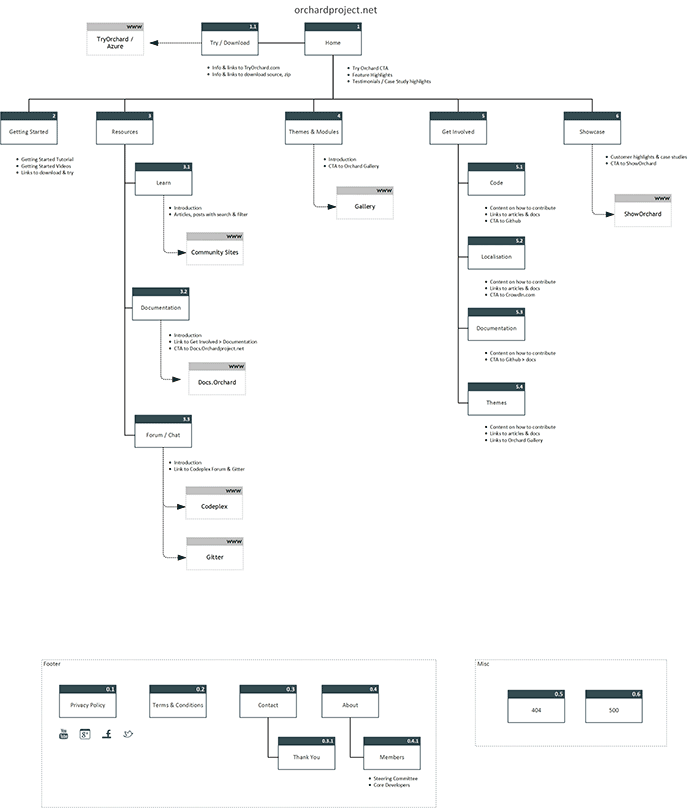 orchardproject.net
www
TryOrchard /
Azure
1.1
Try / Download
1
Home
• Info & links to TryOrchard.com
• Info & links to download source, zip
• Try Orchard CTA
• Feature Highlights
• Testimonials / Case Study highlights
2
Getting Started
3
Resources
4
Themes & Modules
5
Get Involved
6
Showcase
• Getting Started Tutorial
• Getting Started Videos
• Links to download & try
3.1
Learn
• Introduction
• Articles, posts with search & filter
www
Community Sites
3.2
Documentation
• Introduction
• Link to Get Involved > Documentation
• CTA to Docs.Orchardproject.net
www
Docs.Orchard
3.3
Forum / Chat
• Introduction
• Link to Codeplex Forum & Gitter
www
Codeplex
www
Gitter
• Introduction
• CTA to Orchard Gallery
www
Gallery
5.1
Code
• Content on how to contribute
• Links to articles & docs
• CTA to Github
5.2
Localisation
• Content on how to contribute
• Links to articles & docs
• CTA to CrowdIn.com
5.3
Documentation
• Content on how to contribute
• CTA to Github + docs
5.4
Themes
• Content on how to contribute
• Links to articles & docs
• Links to Orchard Gallery
• Customer highlights & case studies
• CTA to ShowOrchard
www
ShowOrchard
Footer
0.1
Privacy Policy
0.2
Terms & Conditions
0.3
Contact
0.4
About
You
Tube
g+
f
0.3.1
Thank You
0.4.1
Members
• Steering Committee
• Core Developers
Misc
0.5
404
0.6
500